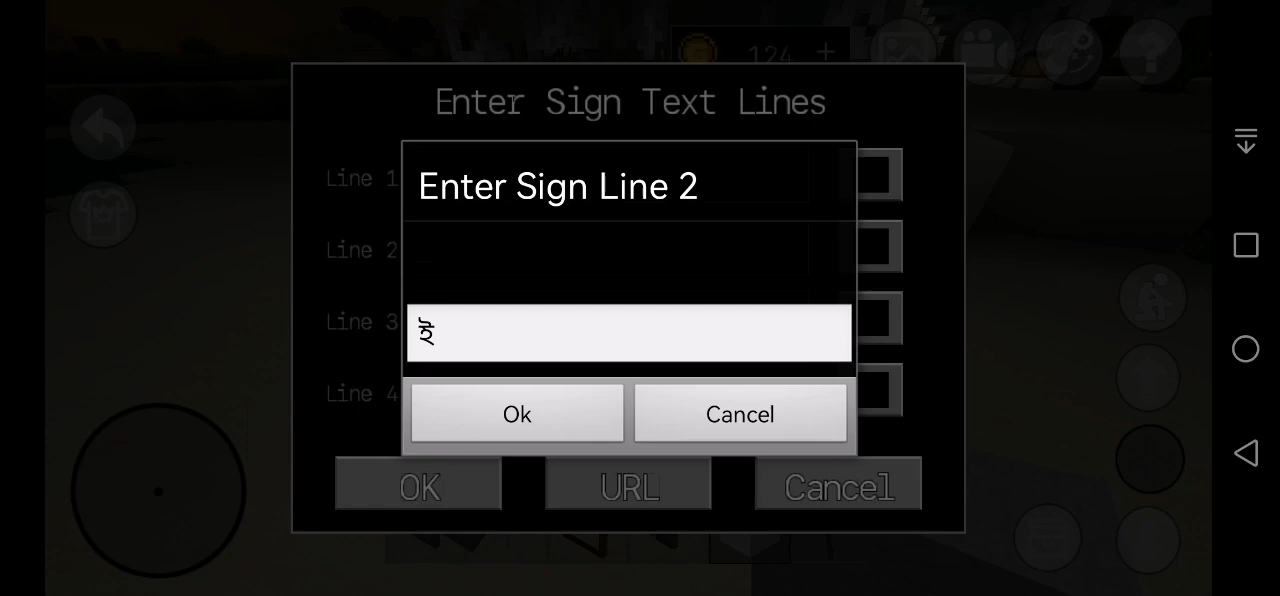 124 +
Enter Sign Text Lines
Line 1
Enter Sign Line 2
Line 2
Line 3
ই
Line 4
Ok Cancel
OK URL Cancel